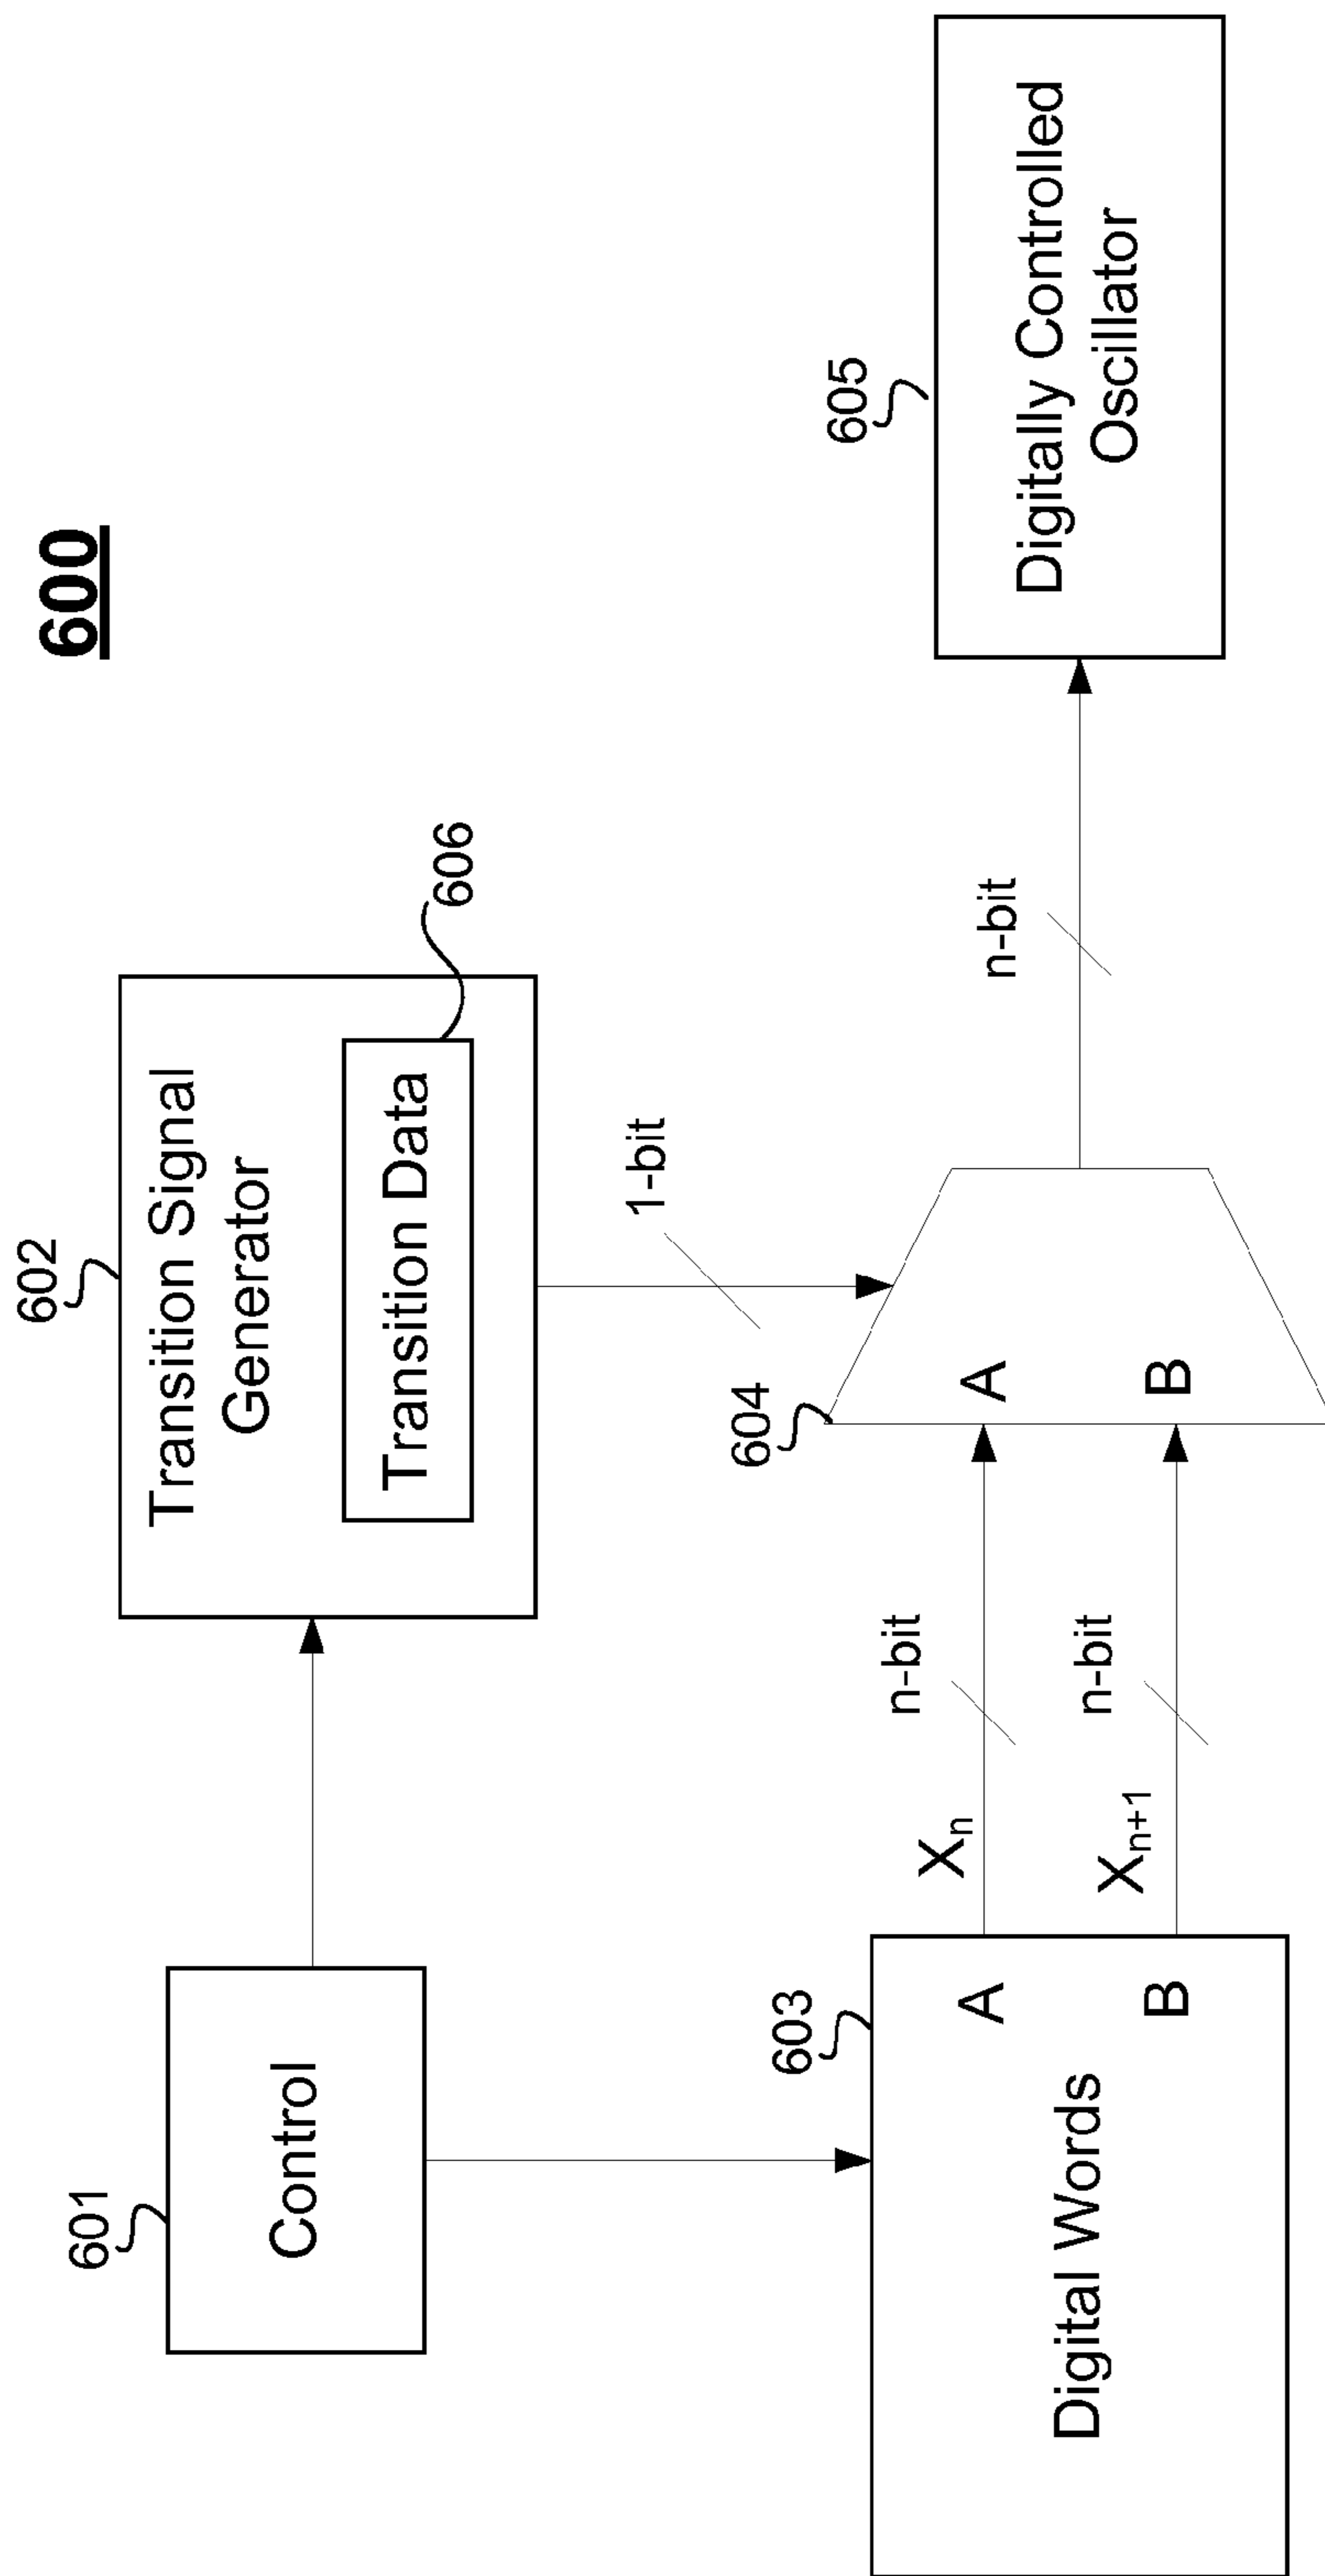 600
601
Control
602
Transition Signal
Generator
Transition Data
606
1-bit
603
Digital Words
A
B
Xₙ
n-bit
Xₙ₊₁
n-bit
604
A
B
n-bit
605
Digitally Controlled
Oscillator